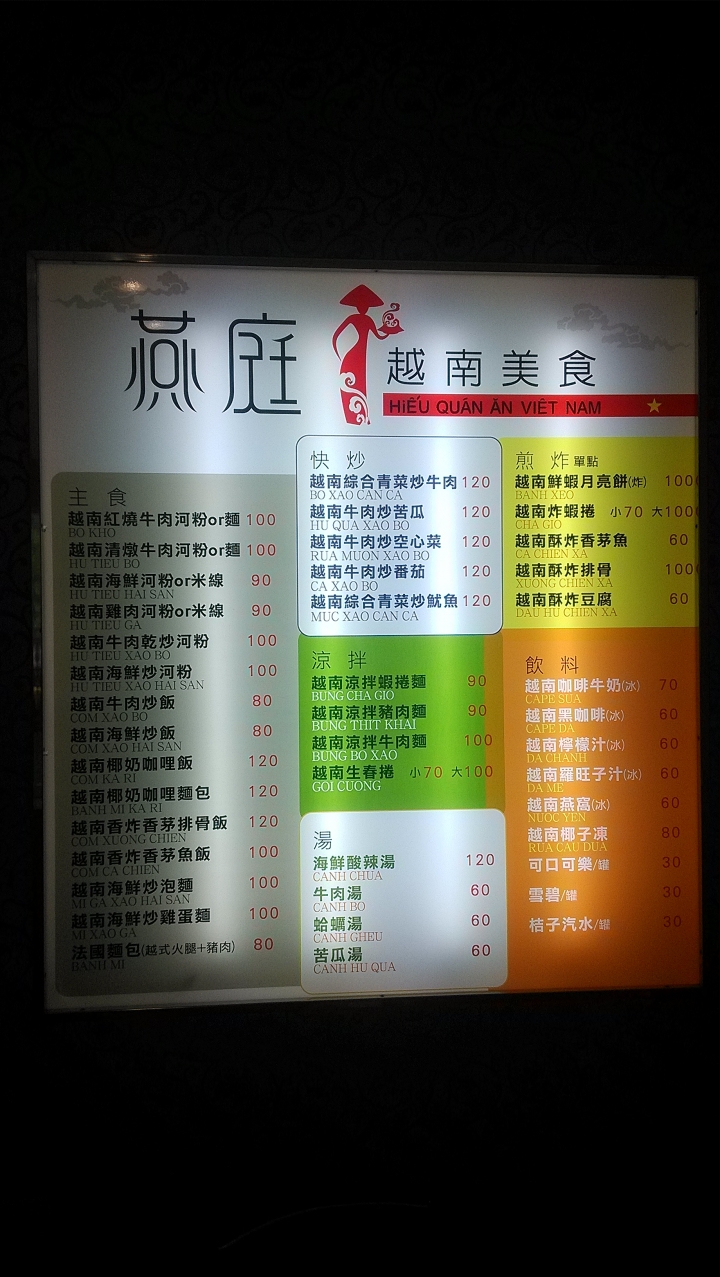 燕庭
越南美食
HiẾU QUÁN ĂN VIỆT NAM
主食
越南紅燒牛肉河粉or麵 100
BO KHO
越南清燉牛肉河粉or麵 100
HU TIEU BO
越南海鮮河粉or米線 90
HU TIEU HAI SAN
越南雞肉河粉or米線 90
HU TIEU GA
越南牛肉乾炒河粉 100
HU TIEU XAO BO
越南海鮮炒河粉 100
HU TIEU XAO HAI SAN
越南牛肉炒飯 80
COM XAO BO
越南海鮮炒飯 80
COM XAO HAI SAN
越南椰奶咖哩飯 120
COM KA RI
越南椰奶咖哩麵包 120
BANH MI KA RI
越南香炸香茅排骨飯 120
COM XUONG CHIEN
越南香炸香茅魚飯 100
COM CA CHIEN
越南海鮮炒泡麵 100
MI GA XAO HAI SAN
越南海鮮炒雞蛋麵 100
MI XAO GA
法國麵包(越式火腿+豬肉) 80
BANH MI
快炒
越南綜合青菜炒牛肉 120
BO XAO CAN CA
越南牛肉炒苦瓜 120
HU QUA XAO BO
越南牛肉炒空心菜 120
RUA MUON XAO BO
越南牛肉炒番茄 120
CA XAO BO
越南綜合青菜炒魷魚 120
MUC XAO CAN CA
涼拌
越南涼拌蝦捲麵 90
BUNG CHA GIO
越南涼拌豬肉麵 90
BUNG THIT KHAI
越南涼拌牛肉麵 100
BUNG BO XAO
越南生春捲 小70 大100
GOI CUONG
湯
海鮮酸辣湯 120
CANH CHUA
牛肉湯 60
CANH BO
蛤蠣湯 60
CANH GHEU
苦瓜湯 60
CANH HU QUA
煎炸 單點
越南鮮蝦月亮餅(炸) 100
BANH XEO
越南炸蝦捲 小70 大100
CHA GIO
越南酥炸香茅魚 60
CA CHIEN XA
越南酥炸排骨 100
XUONG CHIEN XA
越南酥炸豆腐 60
DAU HU CHIEN XA
飲料
越南咖啡牛奶(冰) 70
CAPE SUA
越南黑咖啡(冰) 60
CAPE DA
越南檸檬汁(冰) 60
DA CHANH
越南羅旺子汁(冰) 60
DA ME
越南燕窩(冰) 60
NUOC YEN
越南椰子凍 80
RUA CAU DUA
可口可樂/罐 30
雪碧/罐 30
桔子汽水/罐 30